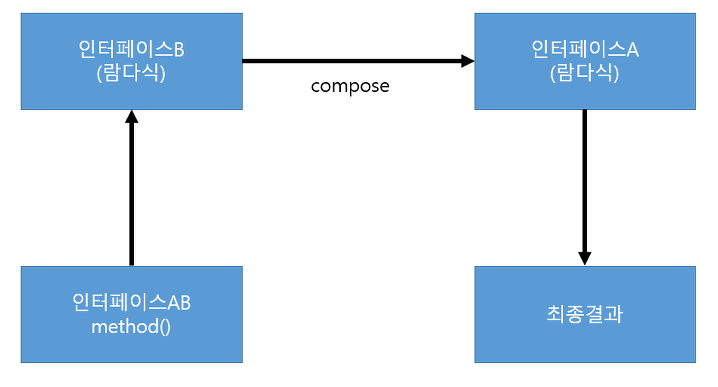 인터페이스B
(람다식)
compose
인터페이스A
(람다식)
인터페이스AB
method()
최종결과